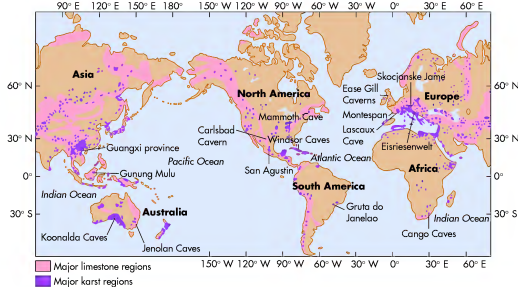 90° E 120° E 150° E 180° 150° W 120° W 90° W 60° W 30° W 0° 30° E 60° E
Asia
North America
Skocjanske Jame
Ease Gill
Caverns
Europe
60° N
60° N
Mammoth Cave
Montespan
Carlsbad
Cavern
Windsor Caves
Lascaux
Cave
30° N
30° N
Guangxi province
Pacific Ocean
Atlantic Ocean
Eisriesenwelt
Gunung Mulu
San Agustin
Africa
0°
0°
South America
Indian Ocean
Gruta do
Janelao
Indian Ocean
30° S
30° S
Australia
Koonalda Caves
Jenolan Caves
Cango Caves
150° W 120° W 90° W 60° W 30° W 0° 30° E 60° E
Major limestone regions
Major karst regions